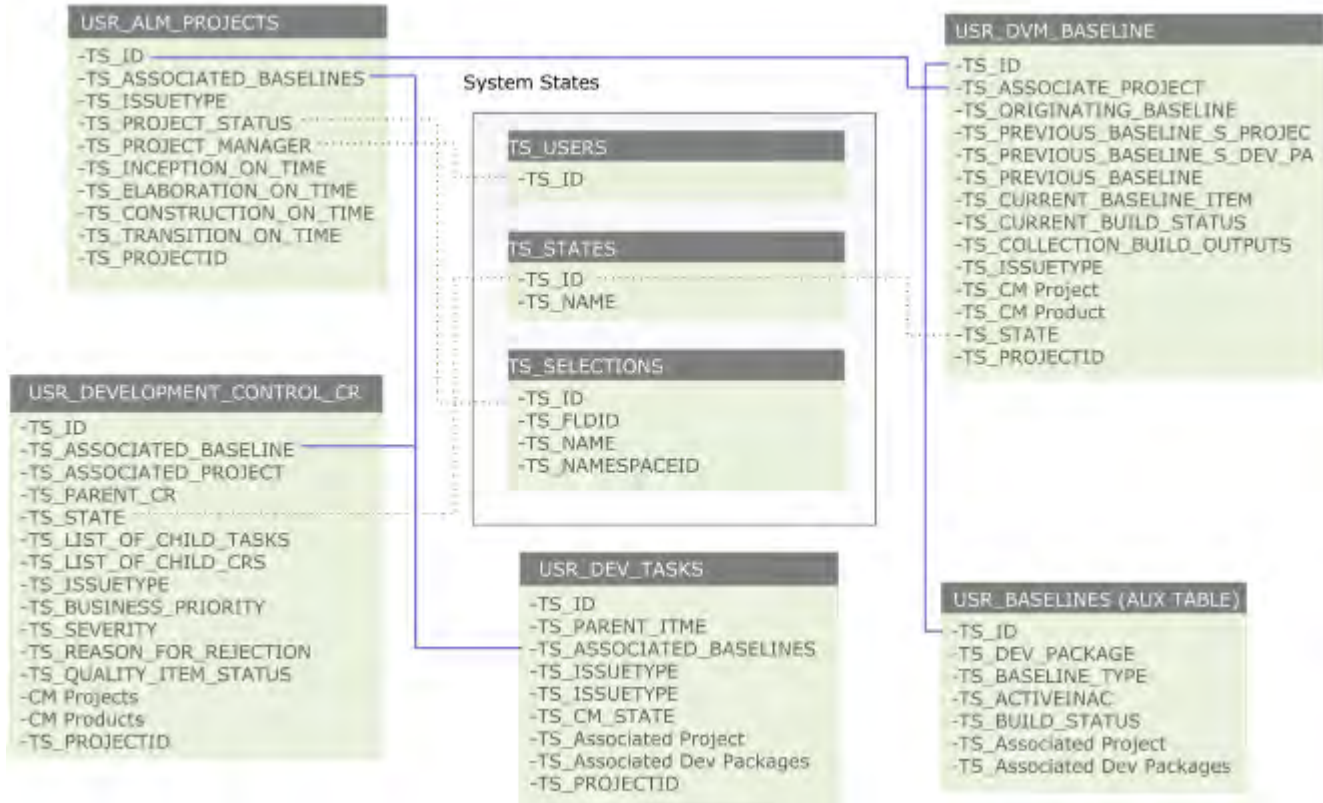 USR_ALM_PROJECTS
-TS_ID
-TS_ASSOCIATED_BASELINES
-TS_ISSUETYPE
-TS_PROJECT_STATUS
-TS_PROJECT_MANAGER
-TS_INCEPTION_ON_TIME
-TS_ELABORATION_ON_TIME
-TS_CONSTRUCTION_ON_TIME
-TS_TRANSITION_ON_TIME
-TS_PROJECTID
System States
TS_USERS
-TS_ID
TS_STATES
-TS_ID
-TS_NAME
TS_SELECTIONS
-TS_ID
-TS_FLDID
-TS_NAME
-TS_NAMESPACEID
USR_DVM_BASELINE
-TS_ID
-TS_ASSOCIATE_PROJECT
-TS_ORIGINATING_BASELINE
-TS_PREVIOUS_BASELINE_S_PROJEC
-TS_PREVIOUS_BASELINE_S_DEV_PA
-TS_PREVIOUS_BASELINE
-TS_CURRENT_BASELINE_ITEM
-TS_CURRENT_BUILD_STATUS
-TS_COLLECTION_BUILD_OUTPUTS
-TS_ISSUETYPE
-TS_CM Project
-TS_CM Product
-TS_STATE
-TS_PROJECTID
USR_DEVELOPMENT_CONTROL_CR
-TS_ID
-TS_ASSOCIATED_BASELINE
-TS_ASSOCIATED_PROJECT
-TS_PARENT_CR
-TS_STATE
-TS_LIST_OF_CHILD_TASKS
-TS_LIST_OF_CHILD_CRS
-TS_ISSUETYPE
-TS_BUSINESS_PRIORITY
-TS_SEVERITY
-TS_REASON_FOR_REJECTION
-TS_QUALITY_ITEM_STATUS
-CM Projects
-CM Products
-TS_PROJECTID
USR_DEV_TASKS
-TS_ID
-TS_PARENT_ITME
-TS_ASSOCIATED_BASELINES
-TS_ISSUETYPE
-TS_ISSUETYPE
-TS_CM_STATE
-TS_Associated Project
-TS_Associated Dev Packages
-TS_PROJECTID
USR_BASELINES (AUX TABLE)
-TS_ID
-TS_DEV_PACKAGE
-TS_BASELINE_TYPE
-TS_ACTIVEINAC
-TS_BUILD_STATUS
-TS_Associated Project
-TS_Associated Dev Packages